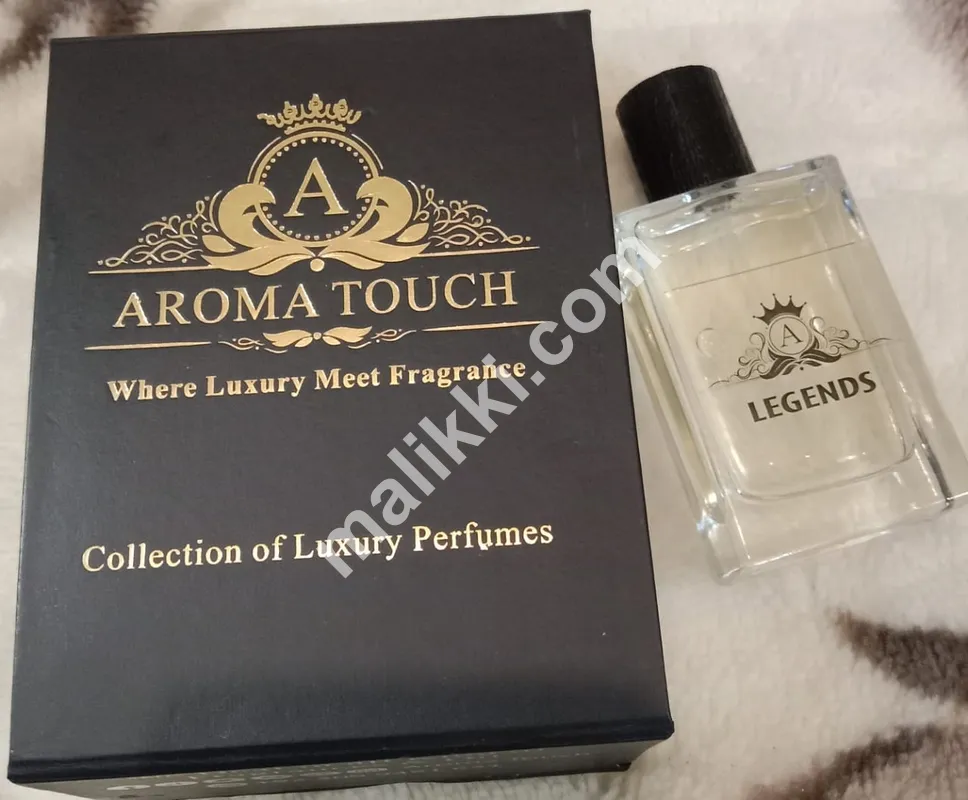 A
AROMA TOUCH
Where Luxury Meet Fragrance
Collection of Luxury Perfumes
A
LEGENDS
malikki.com